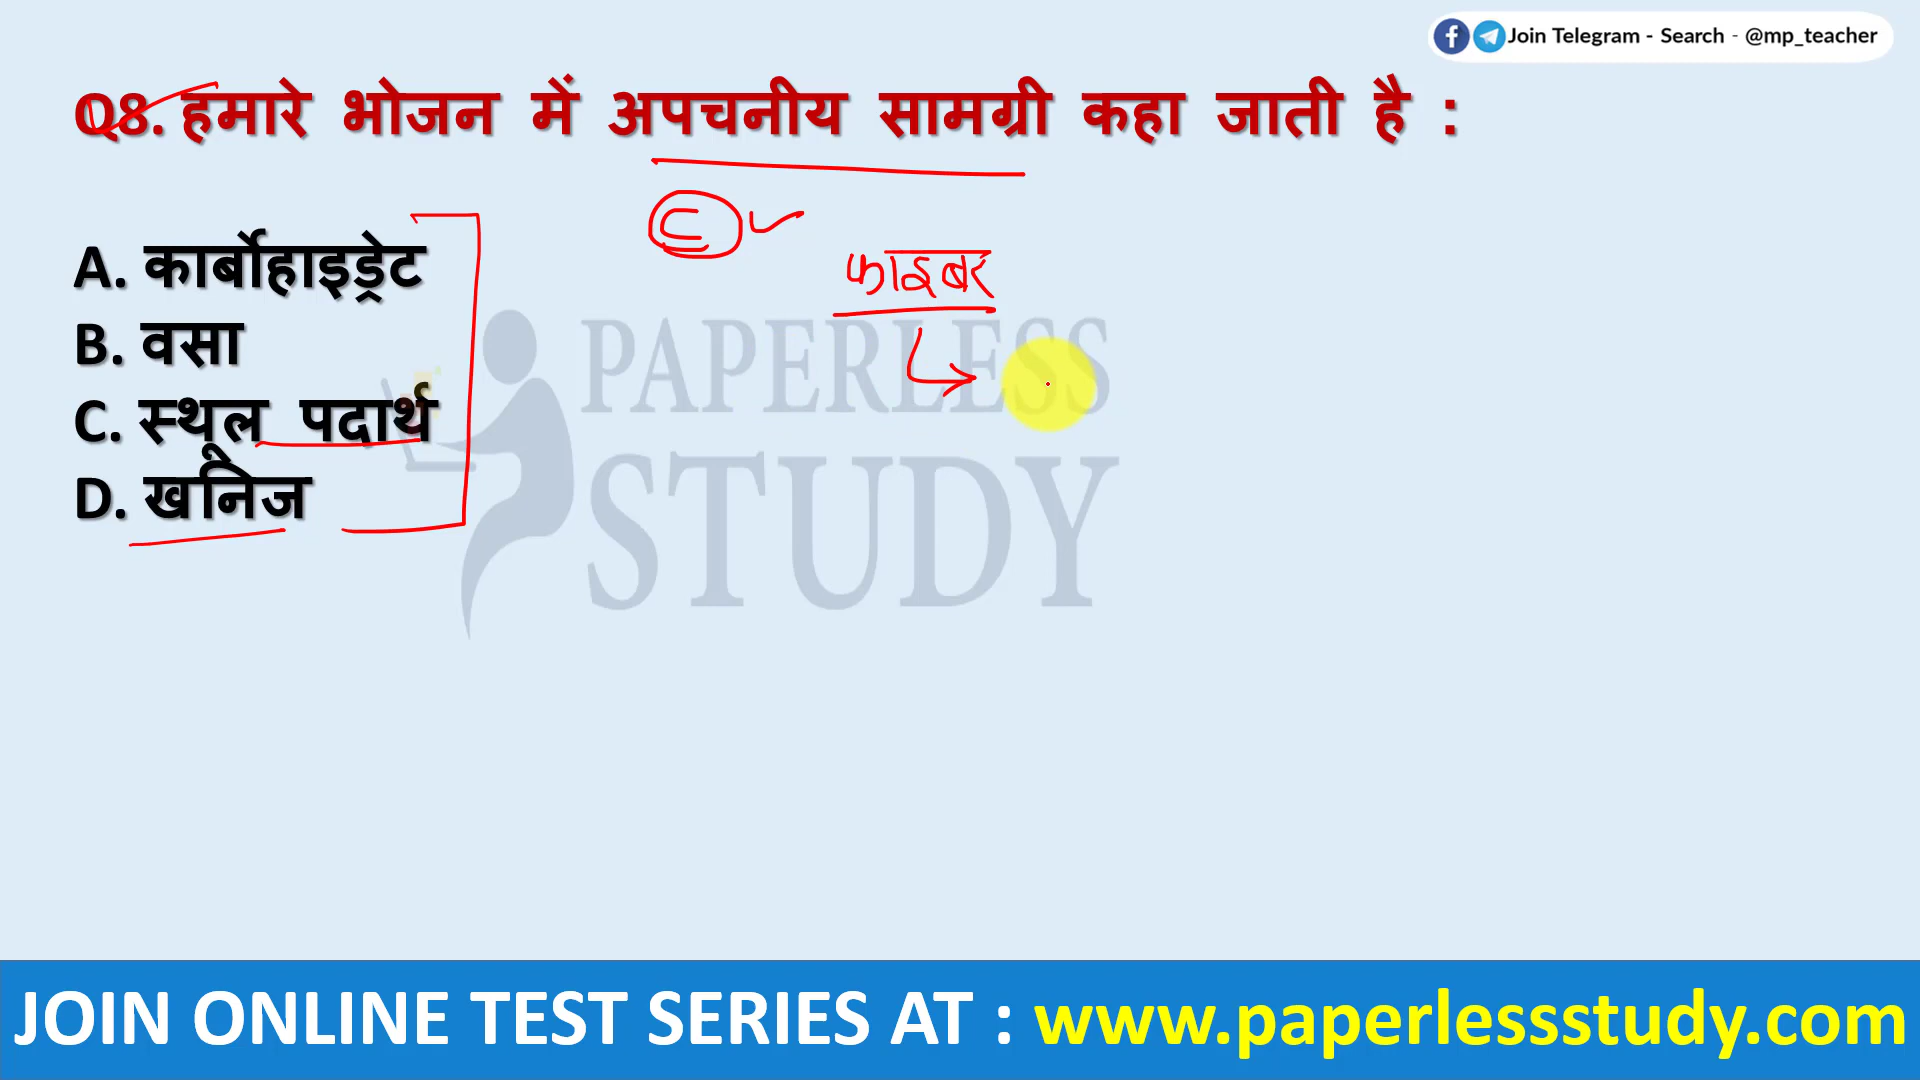 Join Telegram - Search - @mp_teacher
Q8. हमारे भोजन में अपचनीय सामग्री कहा जाती है :
C
फाइबर
A. कार्बोहाइड्रेट
B. वसा
C. स्थूल पदार्थ
D. खनिज
PAPERLESS
STUDY
JOIN ONLINE TEST SERIES AT : www.paperlessstudy.com